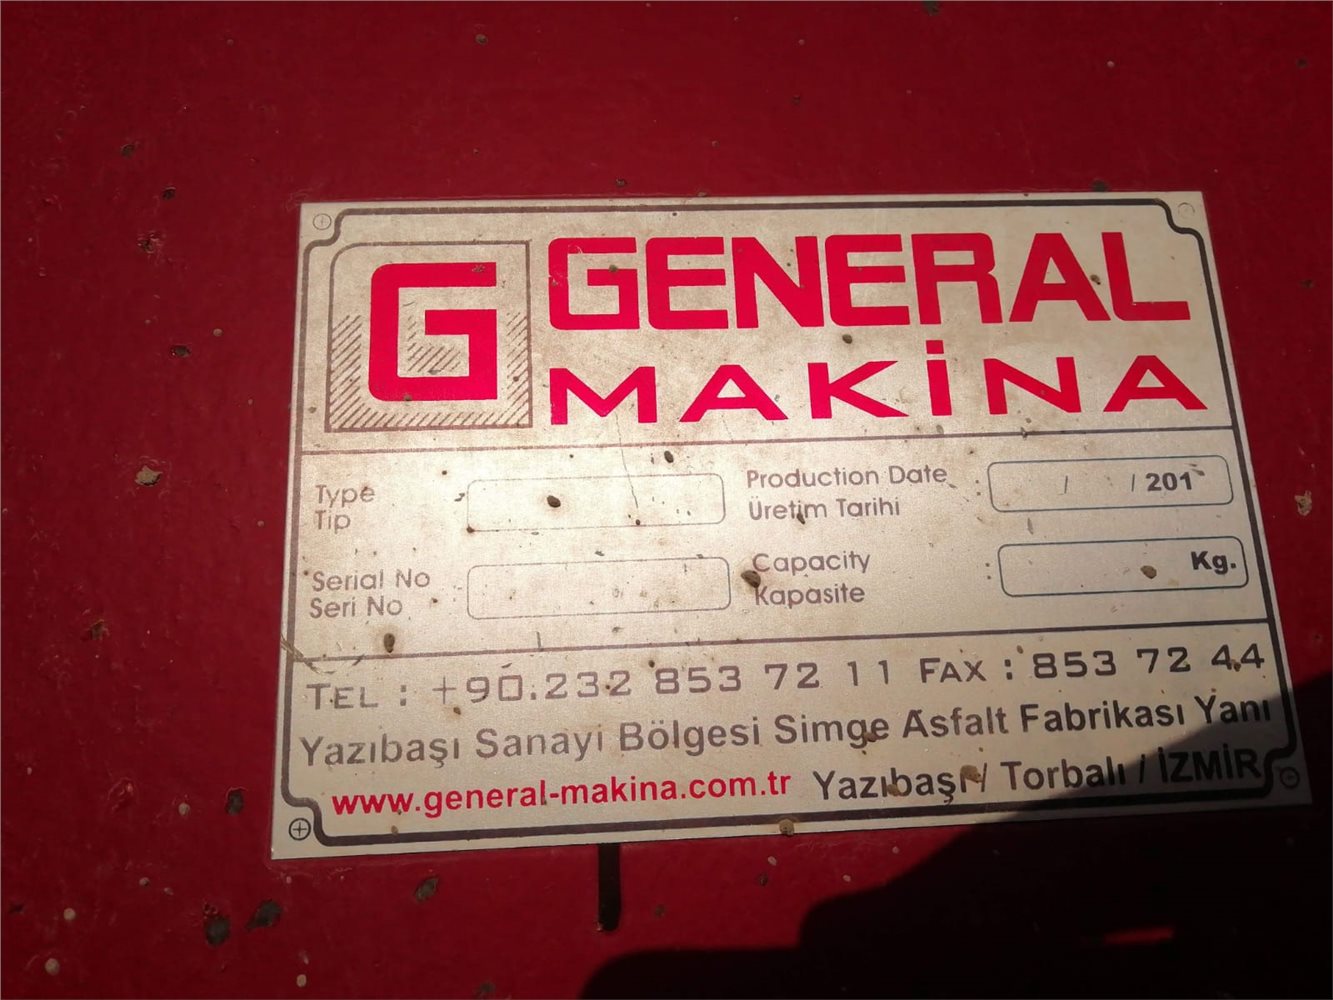 G GENERAL
MAKİNA
Type
Tip
Production Date :
Üretim Tarihi
/ / 201
Serial No :
Seri No
Capacity :
Kapasite
Kg.
TEL : +90.232 853 72 11 FAX : 853 72 44
Yazıbaşı Sanayi Bölgesi Simge Asfalt Fabrikası Yanı
www.general-makina.com.tr Yazıbaşı / Torbalı / İZMİR